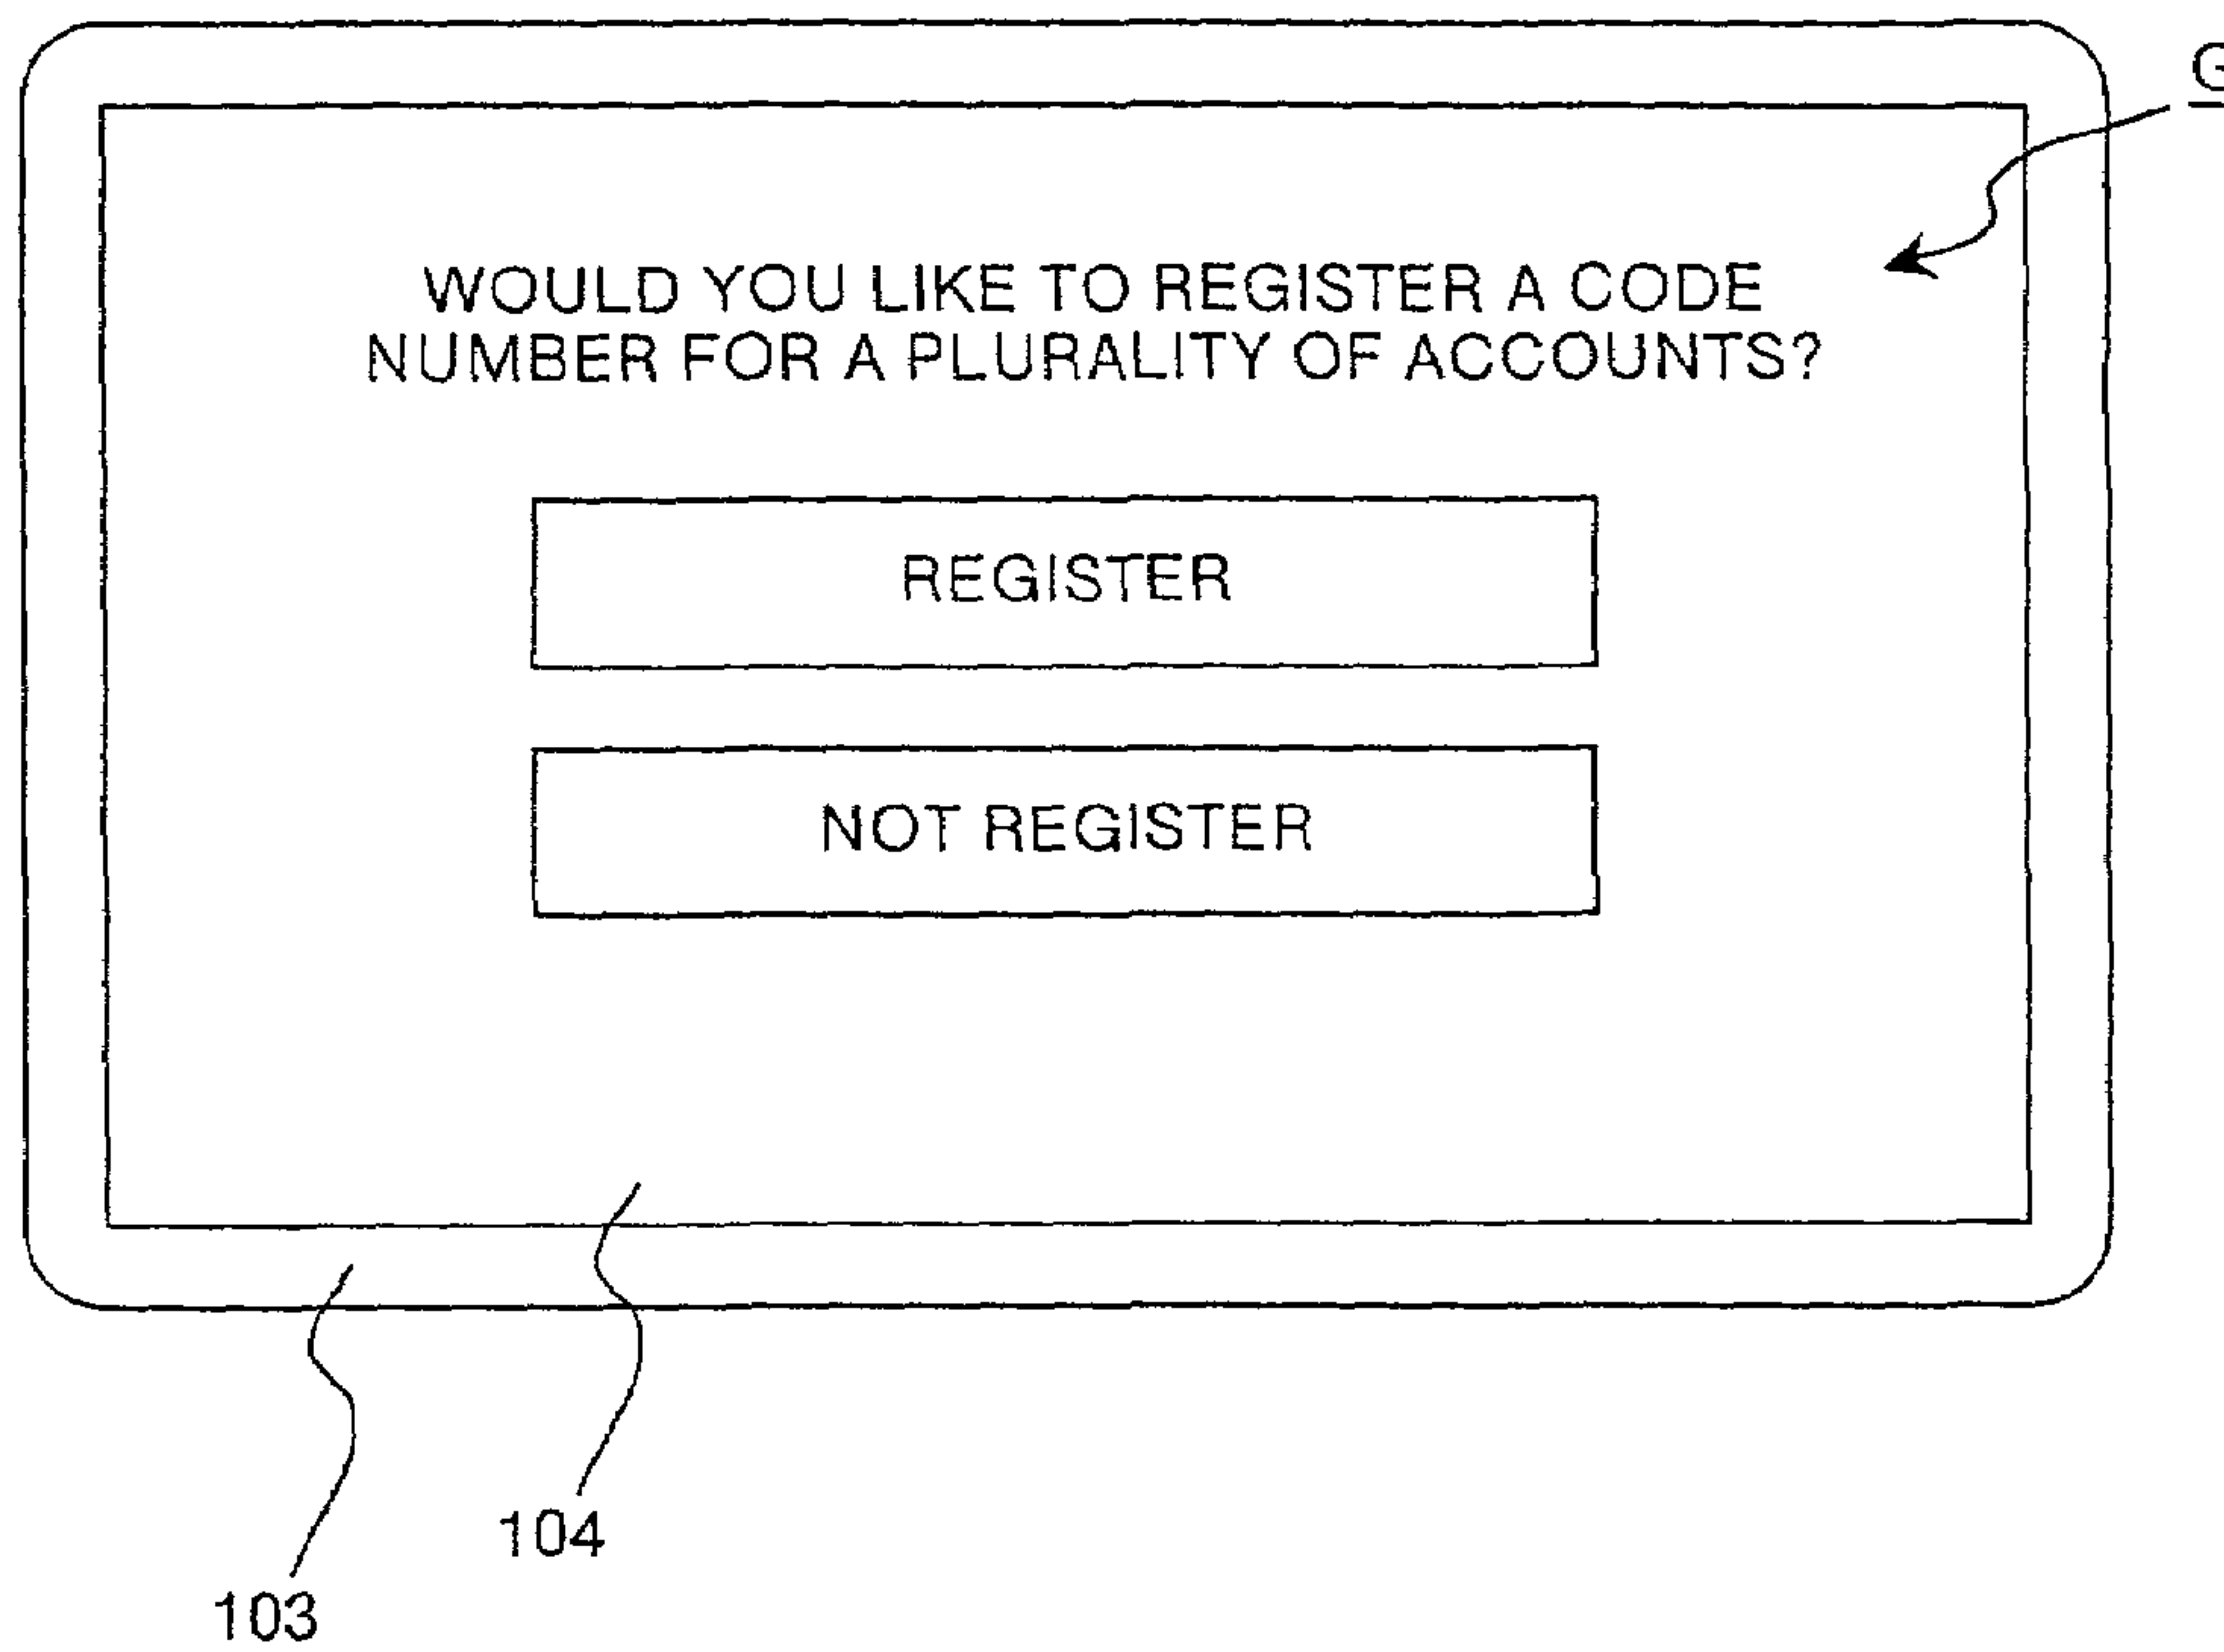 WOULD YOU LIKE TO REGISTER A CODE
NUMBER FOR A PLURALITY OF ACCOUNTS?
REGISTER
NOT REGISTER
104
103